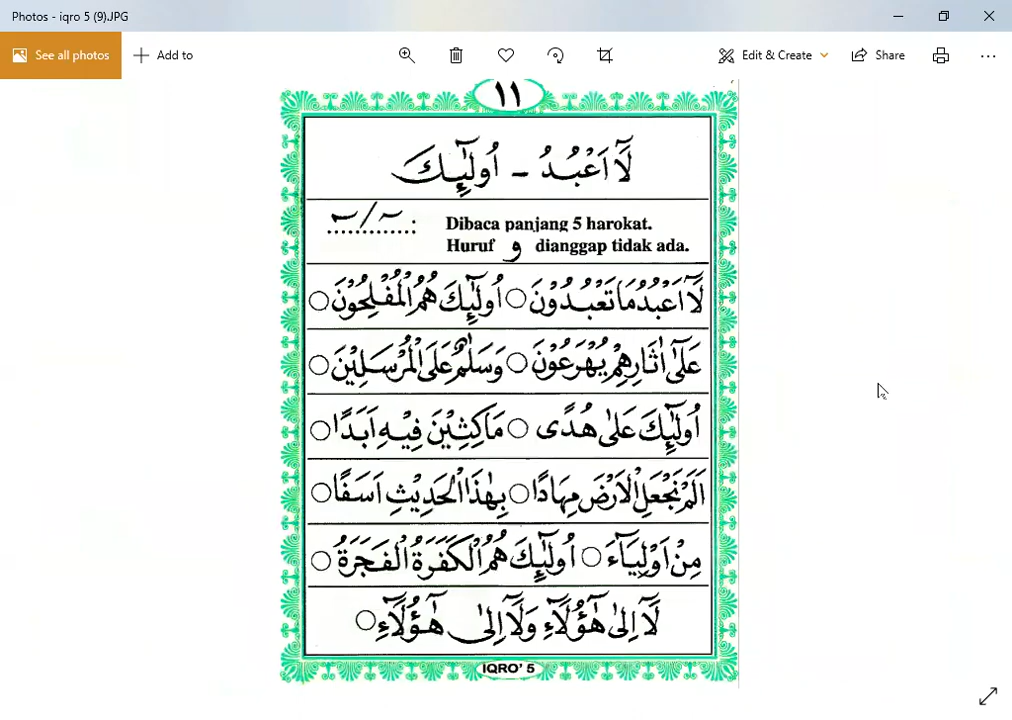 Photos - iqro 5 (9).JPG
See all photos
Add to
Edit & Create
Share
١١
لَآ اَعْبُدُ - اُولٰٓئِكَ
Dibaca panjang 5 harokat.
Huruf و dianggap tidak ada.
لَآ اَعْبُدُ مَا تَعْبُدُوْنَ ○ اُولٰٓئِكَ هُمُ الْمُفْلِحُوْنَ ○
عَلٰٓى اٰثَارِهِمْ يُهْرَعُوْنَ ○ وَسَلٰمٌ عَلَى الْمُرْسَلِيْنَ ○
اُولٰٓئِكَ عَلٰى هُدًى ○ مَاكِثِيْنَ فِيْهِ اَبَدًا ○
اَلَمْ نَجْعَلِ الْاَرْضَ مِهَادًا ○ بِهٰذَا الْحَدِيْثِ اَسَفًا ○
مِنْ اَوْلِيَآءَ ○ اُولٰٓئِكَ هُمُ الْكَفَرَةُ الْفَجَرَةُ ○
لَآ اِلٰى هٰٓؤُلَآءِ وَلَآ اِلٰى هٰٓؤُلَآءِ ○
IQRO' 5